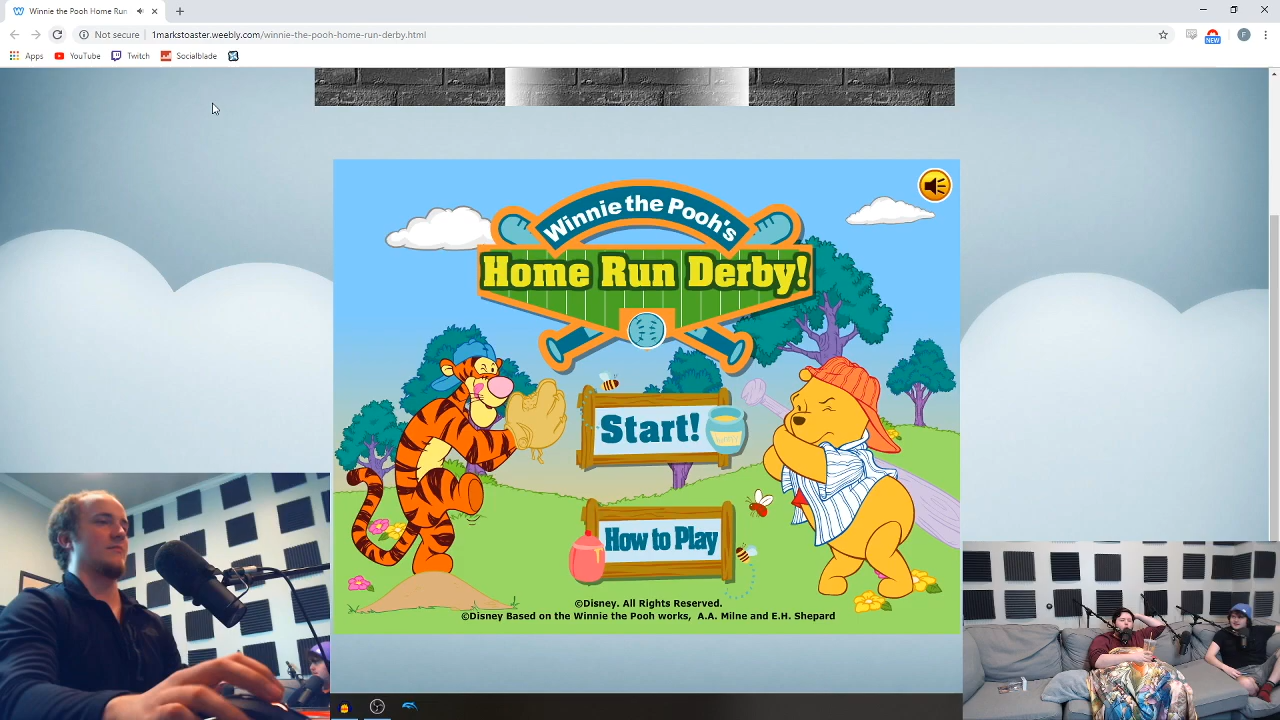 Winnie the Pooh Home Run
Not secure
1markstoaster.weebly.com/winnie-the-pooh-home-run-derby.html
NEW
F
Apps
YouTube
Twitch
Socialblade
Winnie the Pooh's
Home Run Derby!
Start!
How to Play
©Disney. All Rights Reserved.
©Disney Based on the Winnie the Pooh works, A.A. Milne and E.H. Shepard